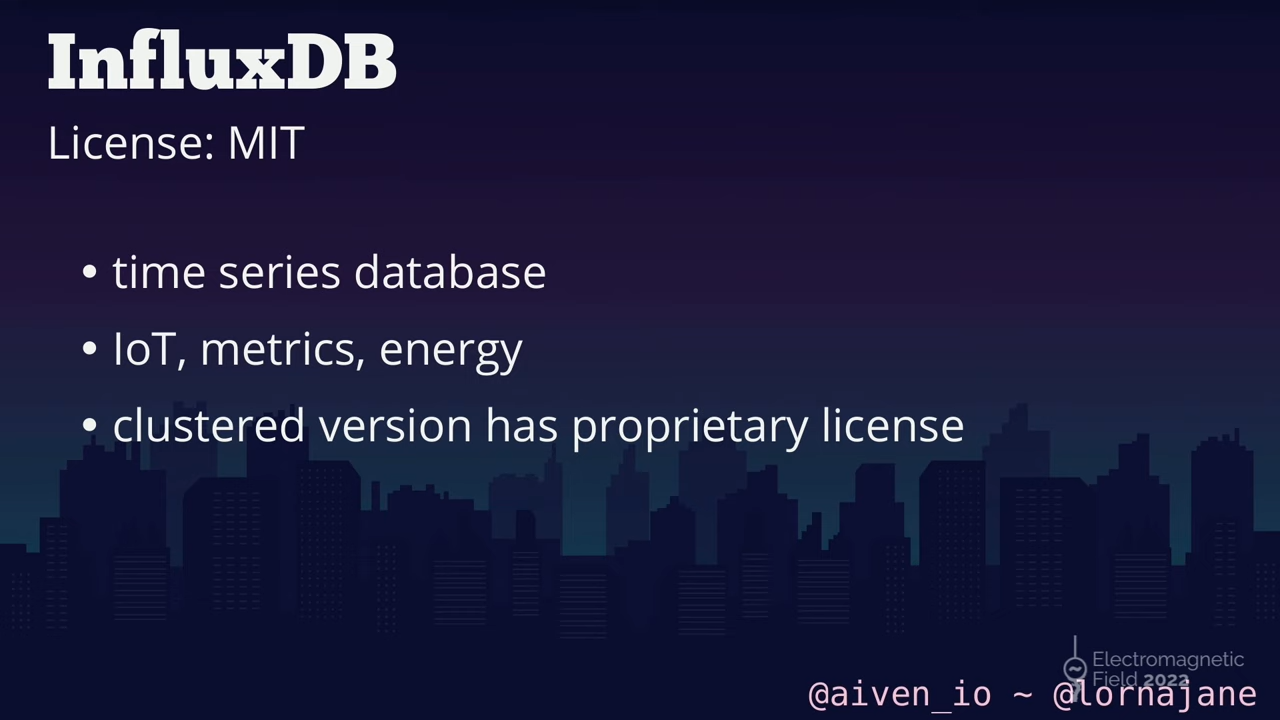 InfluxDB
License: MIT
• time series database
• IoT, metrics, energy
• clustered version has proprietary license
Electromagnetic
Field 2022
@aiven_io ~ @lornajane